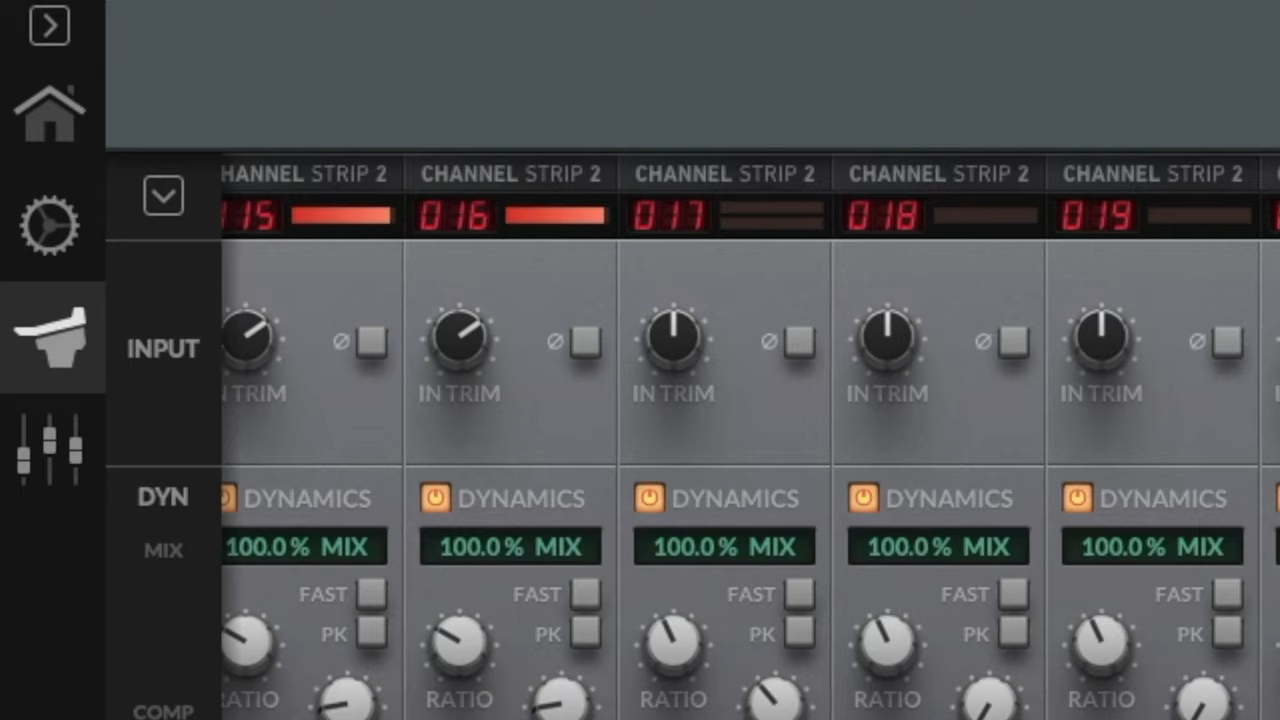 HANNEL STRIP 2 CHANNEL STRIP 2 CHANNEL STRIP 2 CHANNEL STRIP 2 CHANNEL STRIP 2
015 016 017 018 019
INPUT Ø Ø Ø Ø Ø
IN TRIM IN TRIM IN TRIM IN TRIM IN TRIM
DYN DYNAMICS DYNAMICS DYNAMICS DYNAMICS DYNAMICS
MIX 100.0% MIX 100.0% MIX 100.0% MIX 100.0% MIX 100.0% MIX
FAST FAST FAST FAST FAST
PK PK PK PK PK
RATIO RATIO RATIO RATIO RATIO
COMP